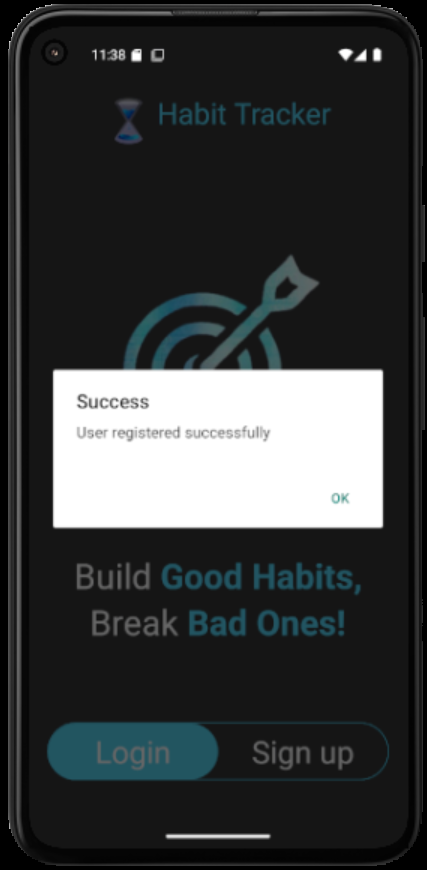 11:38
Habit Tracker
Success
User registered successfully
OK
Build Good Habits,
Break Bad Ones!
Login Sign up